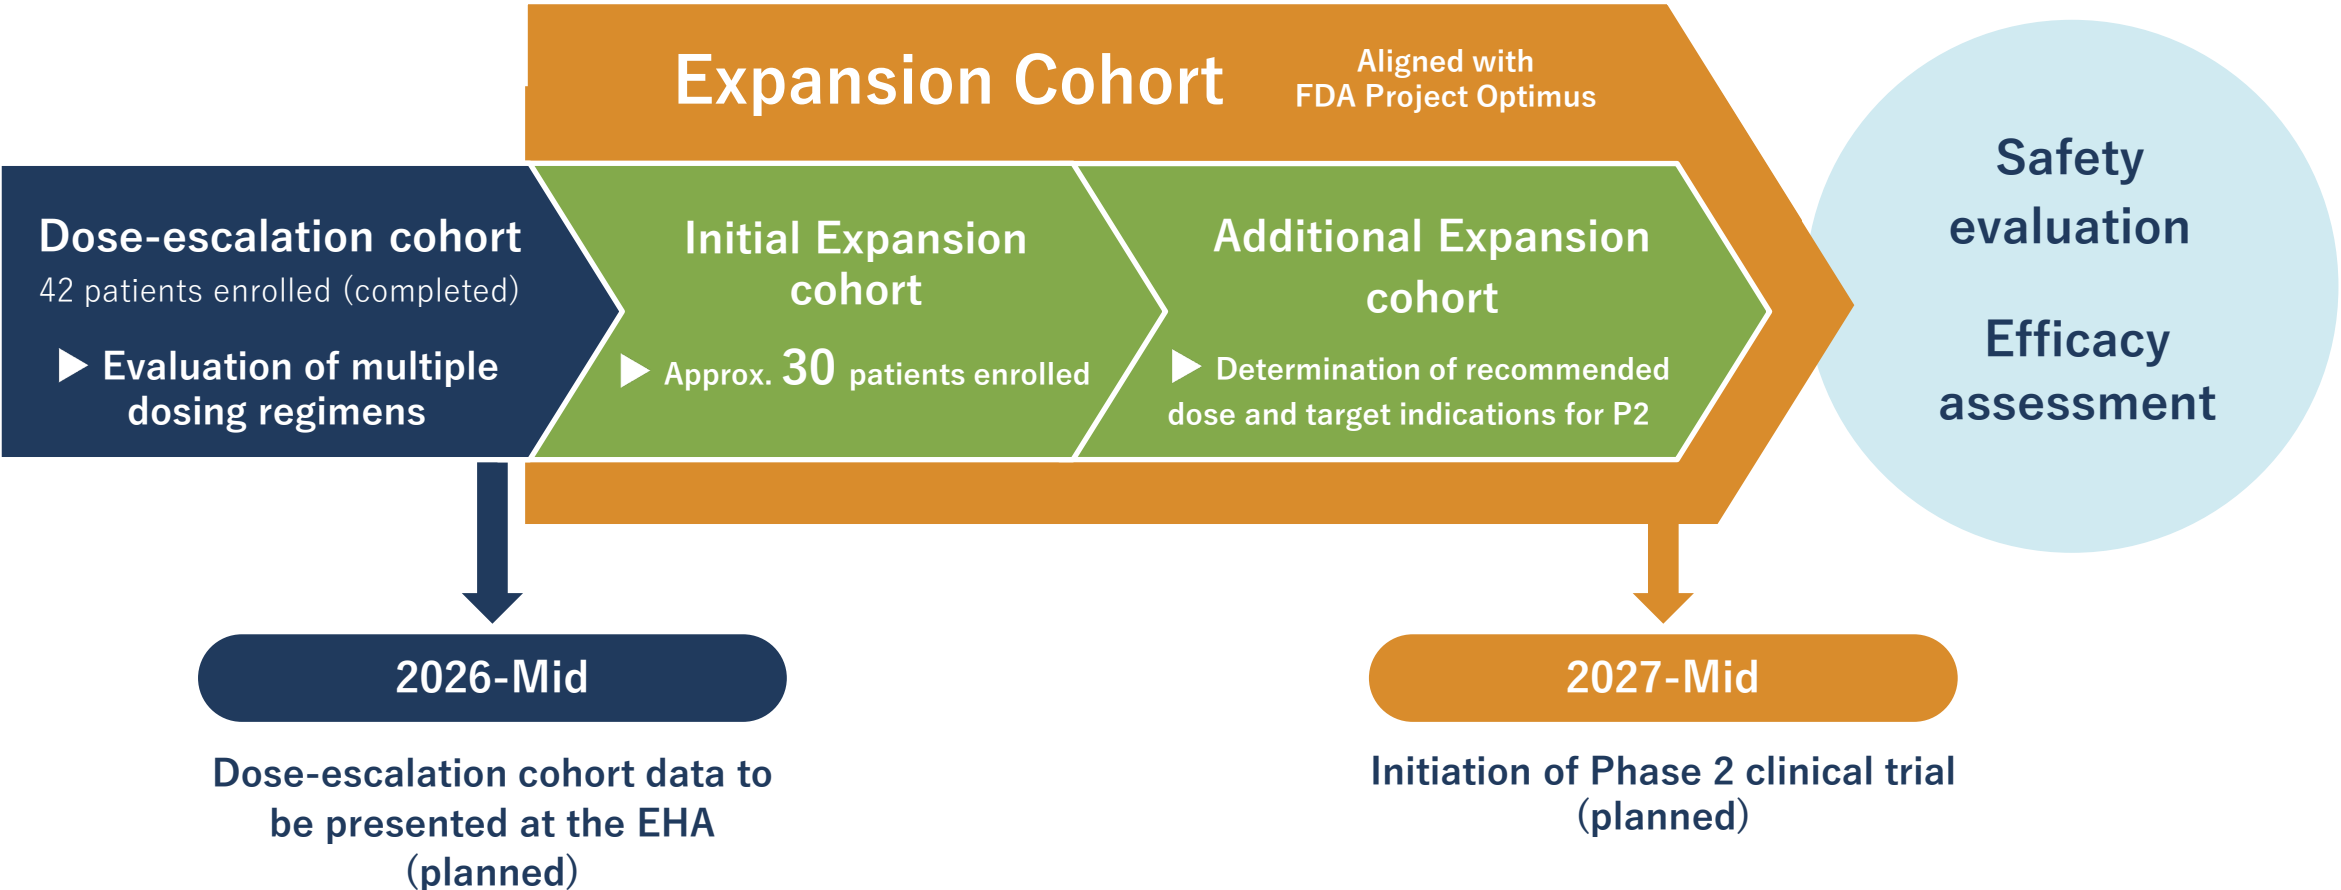 Expansion Cohort
Aligned with
FDA Project Optimus
Dose-escalation cohort
42 patients enrolled (completed)
▶ Evaluation of multiple
dosing regimens
Initial Expansion
cohort
▶ Approx. 30 patients enrolled
Additional Expansion
cohort
▶ Determination of recommended
dose and target indications for P2
Safety
evaluation
Efficacy
assessment
2026-Mid
Dose-escalation cohort data to
be presented at the EHA
(planned)
2027-Mid
Initiation of Phase 2 clinical trial
(planned)